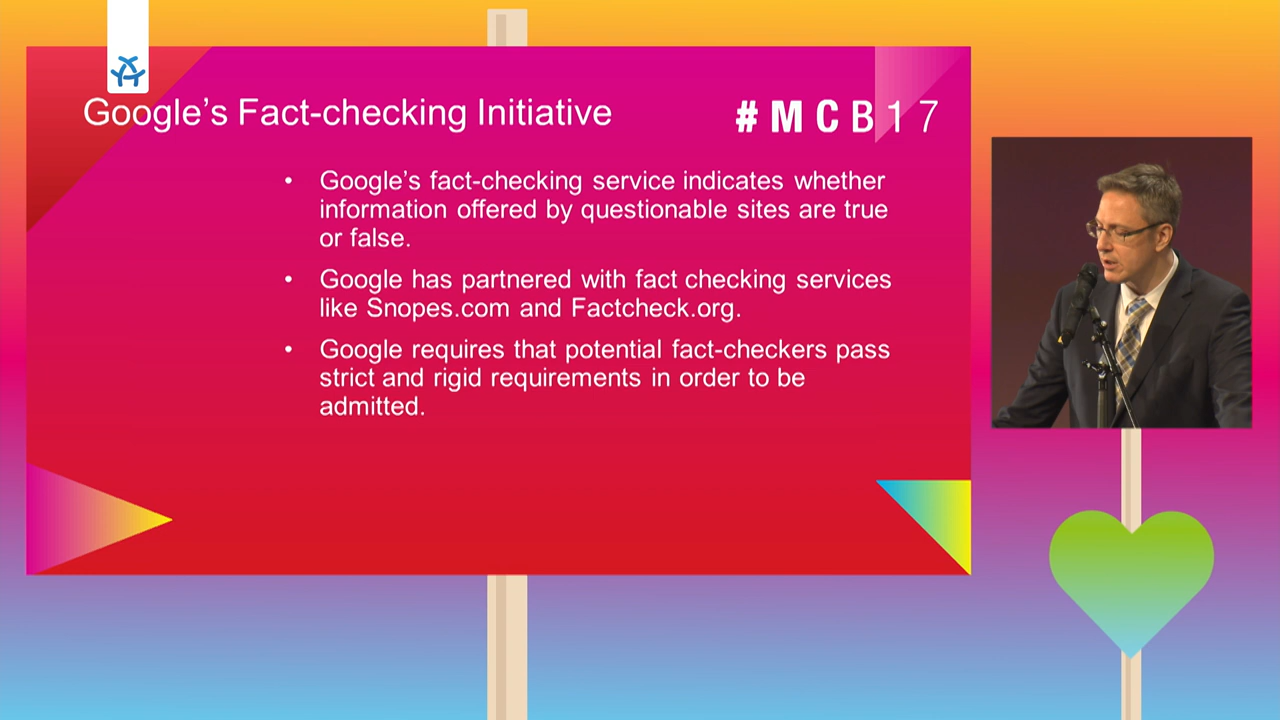 Google’s Fact-checking Initiative
#MCB17
• Google’s fact-checking service indicates whether
information offered by questionable sites are true
or false.
• Google has partnered with fact checking services
like Snopes.com and Factcheck.org.
• Google requires that potential fact-checkers pass
strict and rigid requirements in order to be
admitted.